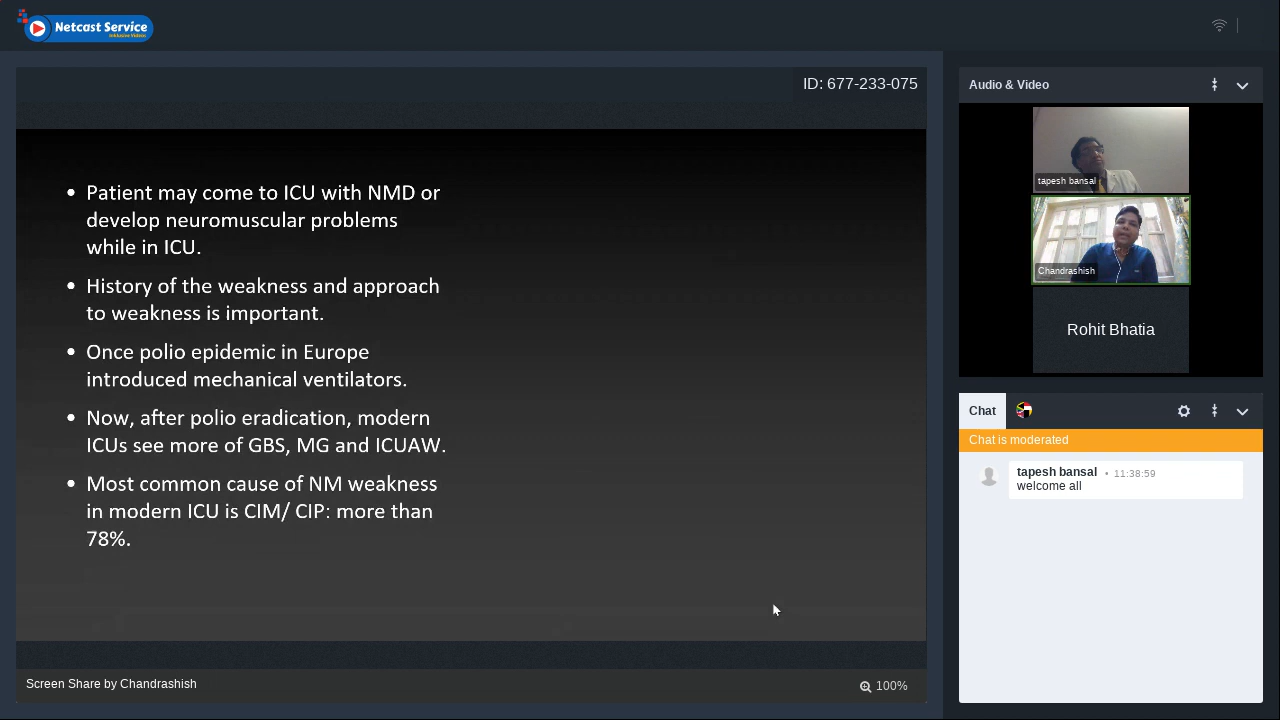 Netcast Service
ID: 677-233-075
• Patient may come to ICU with NMD or
develop neuromuscular problems
while in ICU.
• History of the weakness and approach
to weakness is important.
• Once polio epidemic in Europe
introduced mechanical ventilators.
• Now, after polio eradication, modern
ICUs see more of GBS, MG and ICUAW.
• Most common cause of NM weakness
in modern ICU is CIM/ CIP: more than
78%.
Screen Share by Chandrashish
100%
Audio & Video
tapesh bansal
Chandrashish
Rohit Bhatia
Chat
Chat is moderated
tapesh bansal • 11:38:59
welcome all